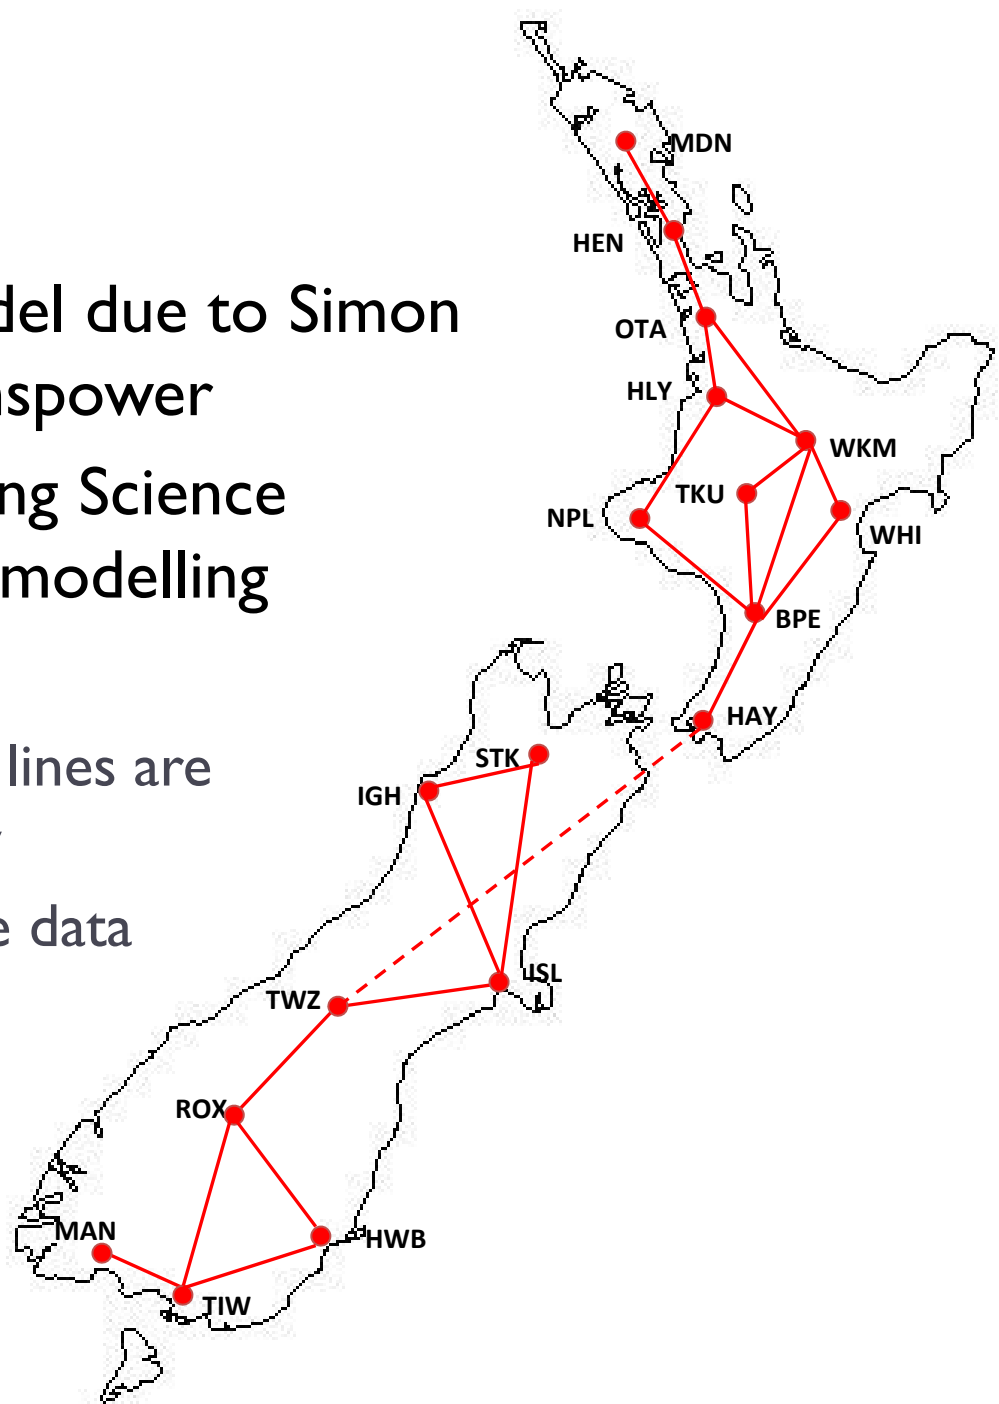 del due to Simon
nspower
ng Science
modelling
lines are
e data
MDN
HEN
OTA
HLY
WKM
TKU
NPL
WHI
BPE
HAY
STK
IGH
ISL
TWZ
ROX
MAN
HWB
TIW